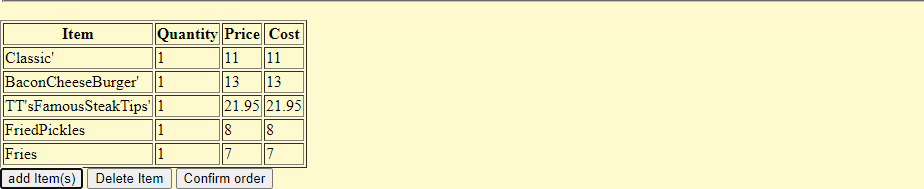 Item Quantity Price Cost
Classic' 1 11 11
BaconCheeseBurger' 1 13 13
TT'sFamousSteakTips' 1 21.95 21.95
FriedPickles 1 8 8
Fries 1 7 7
add Item(s) Delete Item Confirm order